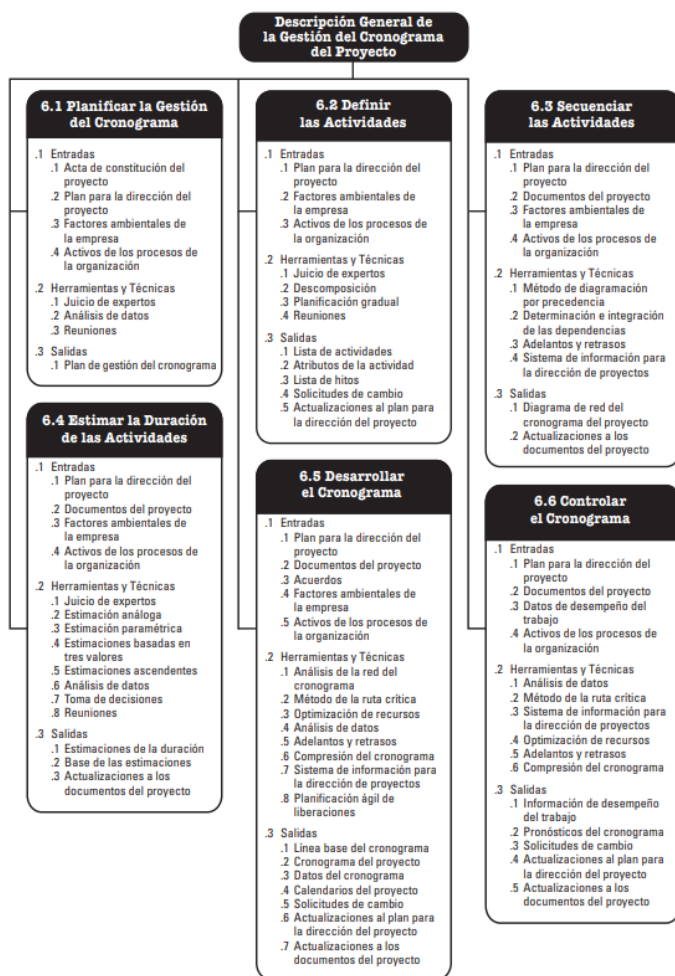 Descripción General de
la Gestión del Cronograma
del Proyecto
6.1 Planificar la Gestión
del Cronograma
.1 Entradas
.1 Acta de constitución del
proyecto
.2 Plan para la dirección del
proyecto
.3 Factores ambientales de
la empresa
.4 Activos de los procesos de
la organización
.2 Herramientas y Técnicas
.1 Juicio de expertos
.2 Análisis de datos
.3 Reuniones
.3 Salidas
.1 Plan de gestión del cronograma
6.2 Definir
las Actividades
.1 Entradas
.1 Plan para la dirección del
proyecto
.2 Factores ambientales de
la empresa
.3 Activos de los procesos de
la organización
.2 Herramientas y Técnicas
.1 Juicio de expertos
.2 Descomposición
.3 Planificación gradual
.4 Reuniones
.3 Salidas
.1 Lista de actividades
.2 Atributos de la actividad
.3 Lista de hitos
.4 Solicitudes de cambio
.5 Actualizaciones al plan para
la dirección del proyecto
6.3 Secuenciar
las Actividades
.1 Entradas
.1 Plan para la dirección del
proyecto
.2 Documentos del proyecto
.3 Factores ambientales de
la empresa
.4 Activos de los procesos de
la organización
.2 Herramientas y Técnicas
.1 Método de diagramación
por precedencia
.2 Determinación e integración
de las dependencias
.3 Adelantos y retrasos
.4 Sistema de información para
la dirección de proyectos
.3 Salidas
.1 Diagrama de red del
cronograma del proyecto
.2 Actualizaciones a los
documentos del proyecto
6.4 Estimar la Duración
de las Actividades
.1 Entradas
.1 Plan para la dirección del
proyecto
.2 Documentos del proyecto
.3 Factores ambientales de
la empresa
.4 Activos de los procesos de
la organización
.2 Herramientas y Técnicas
.1 Juicio de expertos
.2 Estimación análoga
.3 Estimación paramétrica
.4 Estimaciones basadas en
tres valores
.5 Estimaciones ascendentes
.6 Análisis de datos
.7 Toma de decisiones
.8 Reuniones
.3 Salidas
.1 Estimaciones de la duración
.2 Base de las estimaciones
.3 Actualizaciones a los
documentos del proyecto
6.5 Desarrollar
el Cronograma
.1 Entradas
.1 Plan para la dirección del
proyecto
.2 Documentos del proyecto
.3 Acuerdos
.4 Factores ambientales de
la empresa
.5 Activos de los procesos de
la organización
.2 Herramientas y Técnicas
.1 Análisis de la red del
cronograma
.2 Método de la ruta crítica
.3 Optimización de recursos
.4 Análisis de datos
.5 Adelantos y retrasos
.6 Compresión del cronograma
.7 Sistema de información para
la dirección de proyectos
.8 Planificación ágil de
liberaciones
.3 Salidas
.1 Línea base del cronograma
.2 Cronograma del proyecto
.3 Datos del cronograma
.4 Calendarios del proyecto
.5 Solicitudes de cambio
.6 Actualizaciones al plan para
la dirección del proyecto
.7 Actualizaciones a los
documentos del proyecto
6.6 Controlar
el Cronograma
.1 Entradas
.1 Plan para la dirección del
proyecto
.2 Documentos del proyecto
.3 Datos de desempeño del
trabajo
.4 Activos de los procesos de
la organización
.2 Herramientas y Técnicas
.1 Análisis de datos
.2 Método de la ruta crítica
.3 Sistema de información para
la dirección de proyectos
.4 Optimización de recursos
.5 Adelantos y retrasos
.6 Compresión del cronograma
.3 Salidas
.1 Información de desempeño
del trabajo
.2 Pronósticos del cronograma
.3 Solicitudes de cambio
.4 Actualizaciones al plan para
la dirección del proyecto
.5 Actualizaciones a los
documentos del proyecto